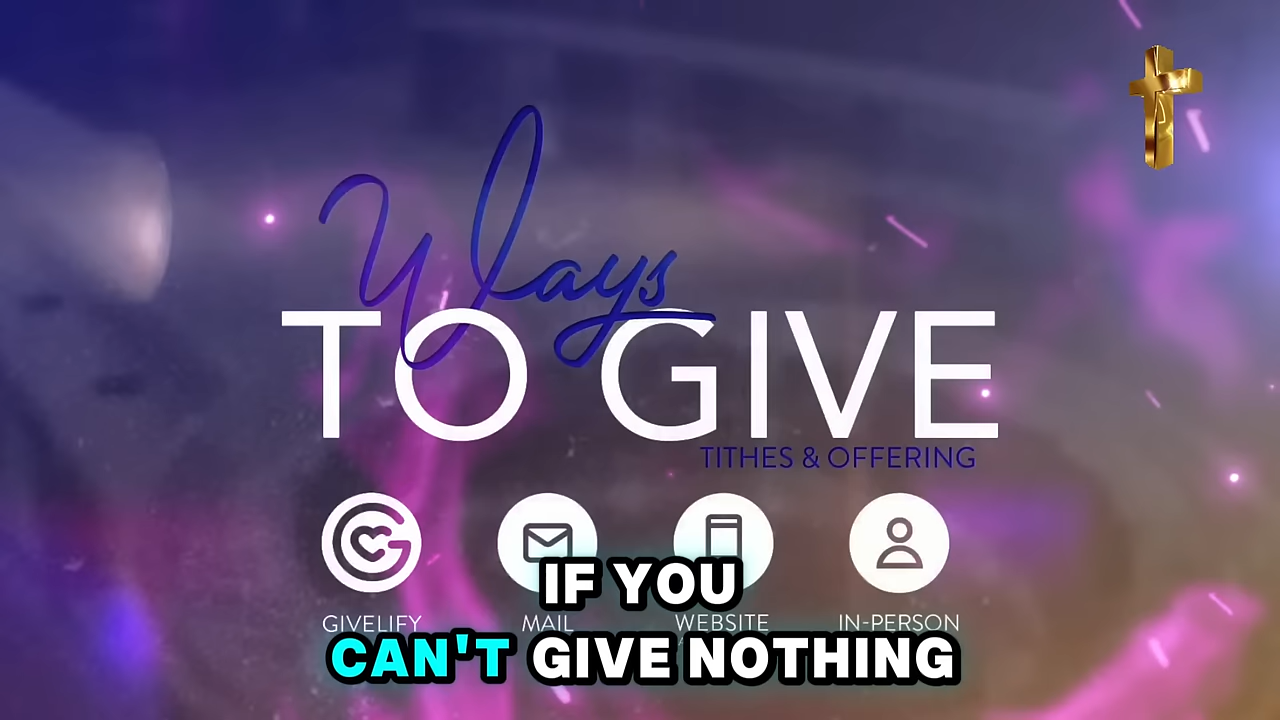 Ways
TO GIVE
TITHES & OFFERING
GIVELIFY MAIL WEBSITE IN-PERSON
IF YOU
CAN'T GIVE NOTHING